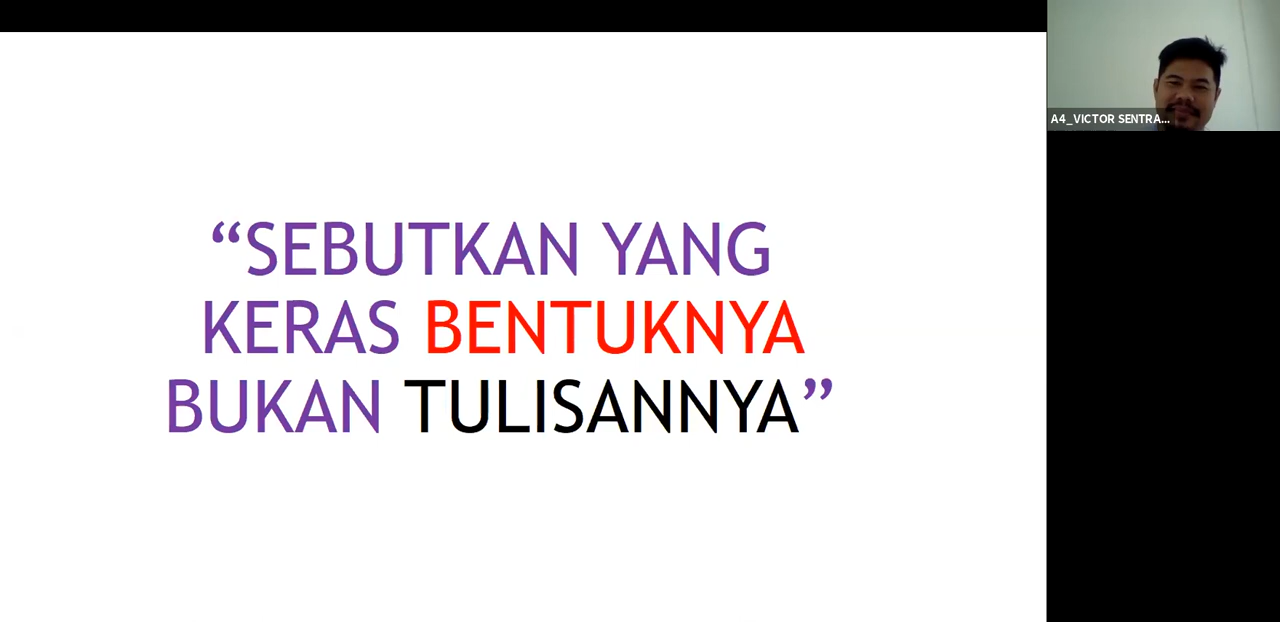 “SEBUTKAN YANG
KERAS BENTUKNYA
BUKAN TULISANNYA”
A4_VICTOR SENTRA...